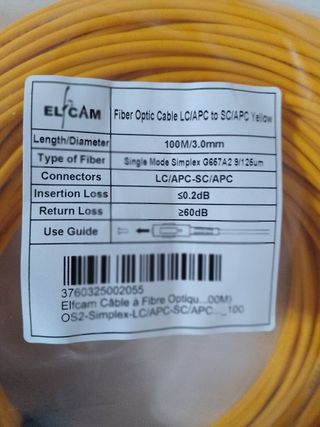 ELFCAM
Fiber Optic Cable LC/APC to SC/APC Yellow
Length/Diameter 100M/3.0mm
Type of Fiber Single Mode Simplex G657A2 9/125um
Connectors LC/APC-SC/APC
Insertion Loss ≤0.2dB
Return Loss ≥60dB
Use Guide
3760325002055
Elfcam Câble à Fibre Optiqu...00M)
OS2-Simplex-LC/APC-SC/APC..._100